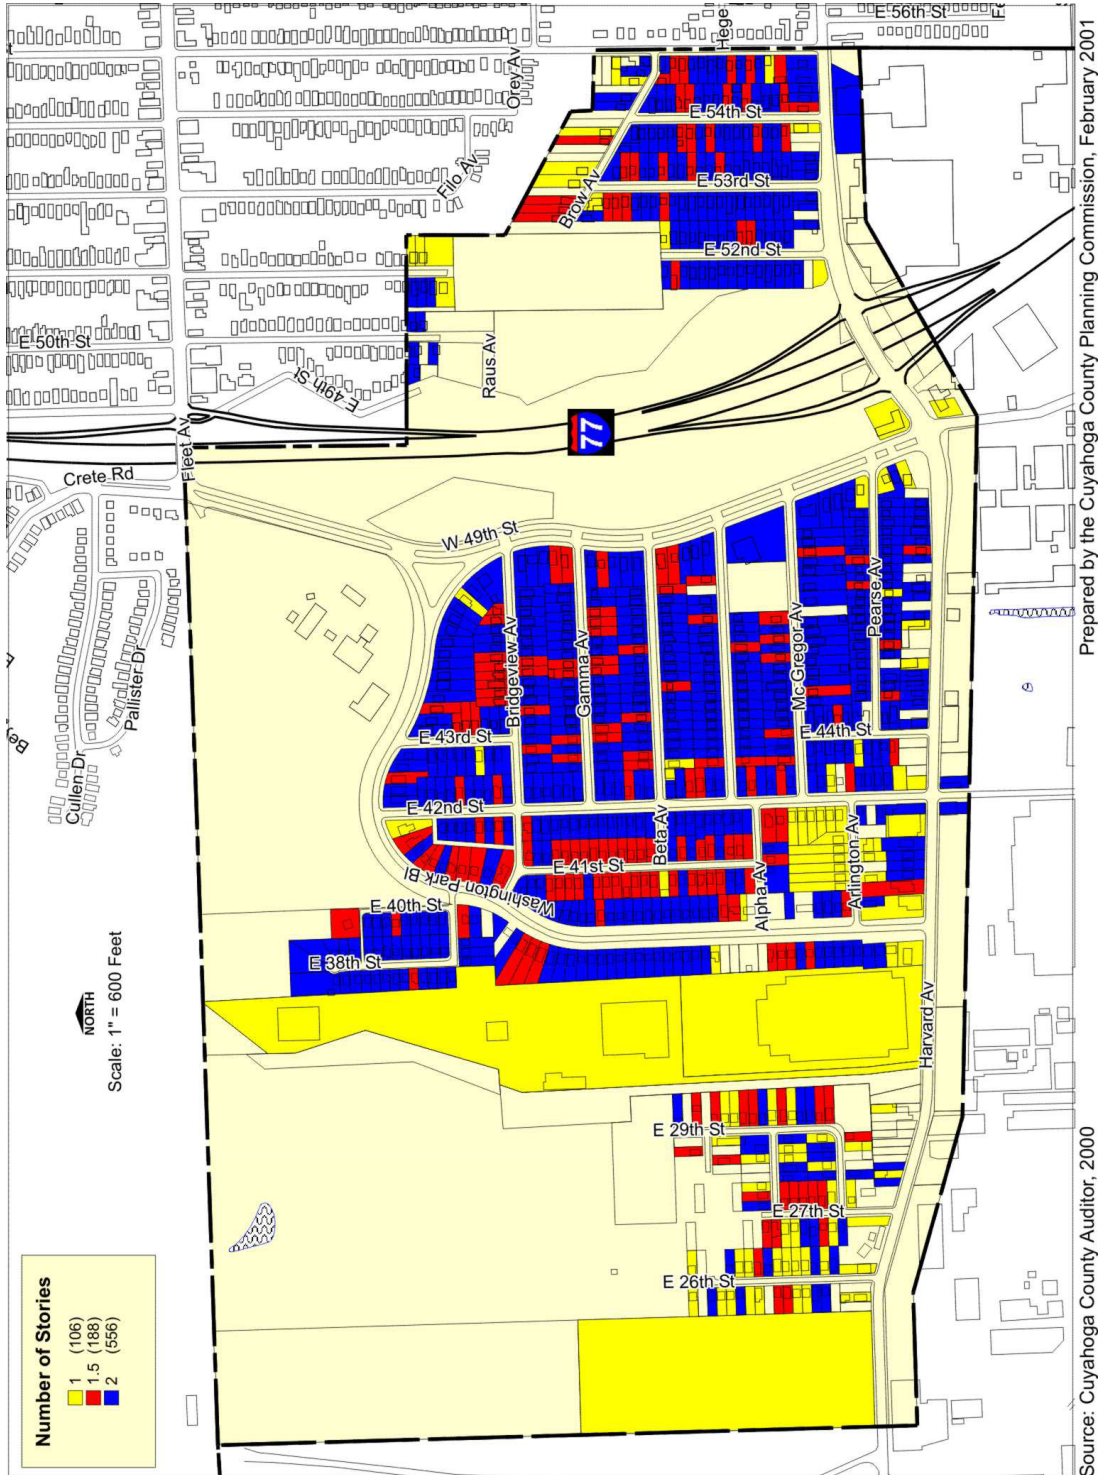 E 56th St
Hege
Orey Av
E 54th St
Filo Av
E 53rd St
Brow Av
E 52nd St
E 50th St
Raus Av
E 49th St
77
Fleet Av
Crete Rd
W 49th St
Pallister Dr
Cullen Dr
Bridgeview Av
Gamma Av
Mc Gregor Av
Pearse Av
E 43rd St
E 44th St
E 42nd St
Beta Av
E 41st St
Arlington Av
Alpha Av
Washington Park Bl
E 40th St
E 38th St
Harvard Av
NORTH
Scale: 1" = 600 Feet
E 29th St
E 27th St
E 26th St
Number of Stories
1 (106)
1.5 (188)
2 (556)
Source: Cuyahoga County Auditor, 2000
Prepared by the Cuyahoga County Planning Commission, February 2001